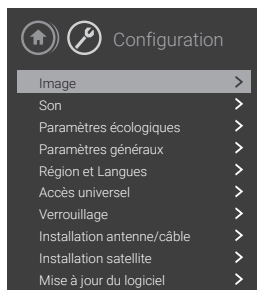 Configuration
Image
Son
Paramètres écologiques
Paramètres généraux
Région et Langues
Accès universel
Verrouillage
Installation antenne/câble
Installation satellite
Mise à jour du logiciel